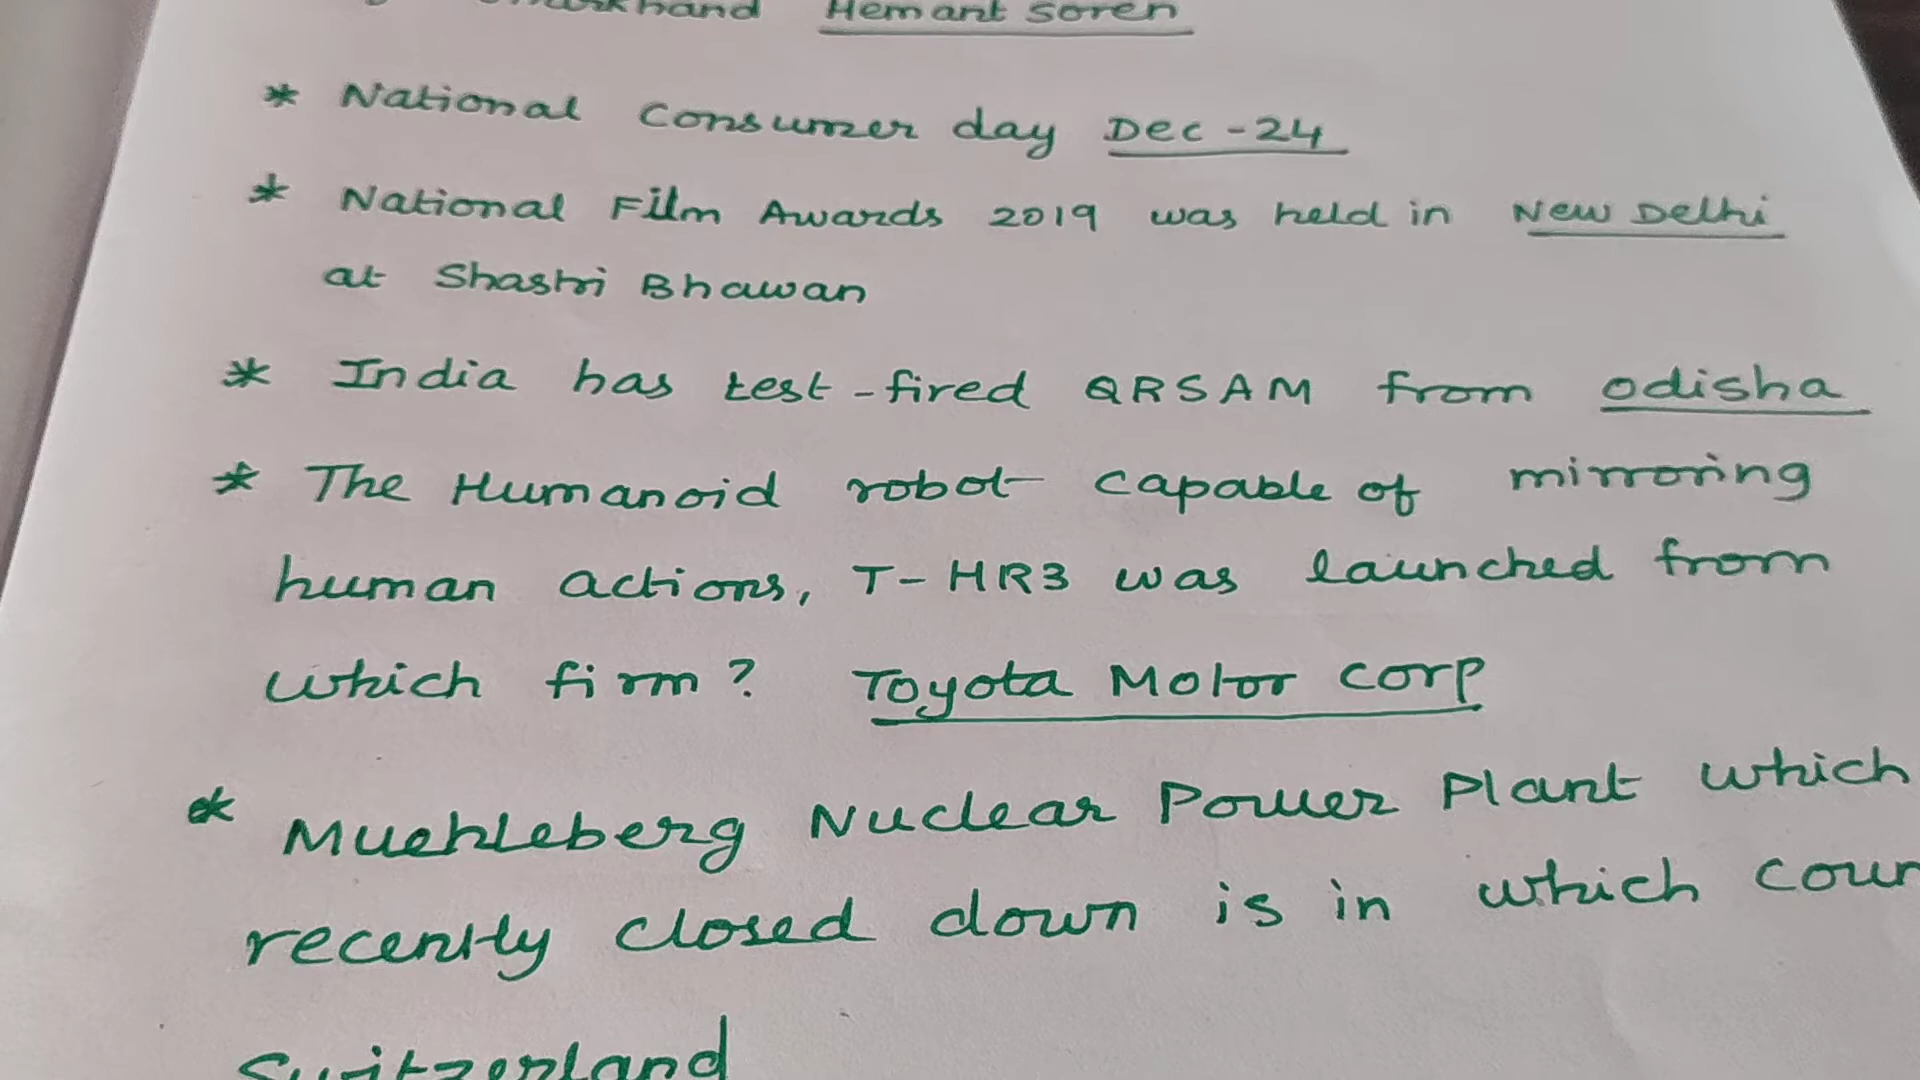 Hemant Soren
* National Consumer day Dec - 24
* National Film Awards 2019 was held in New Delhi
at Shastri Bhawan
* India has test - fired QRSAM from odisha
* The Humanoid robot capable of mirroring
human actions, T - HR3 was launched from
which firm? Toyota Motor corp
* Muehleberg Nuclear Power Plant which
recently closed down is in which coun
Switzerland